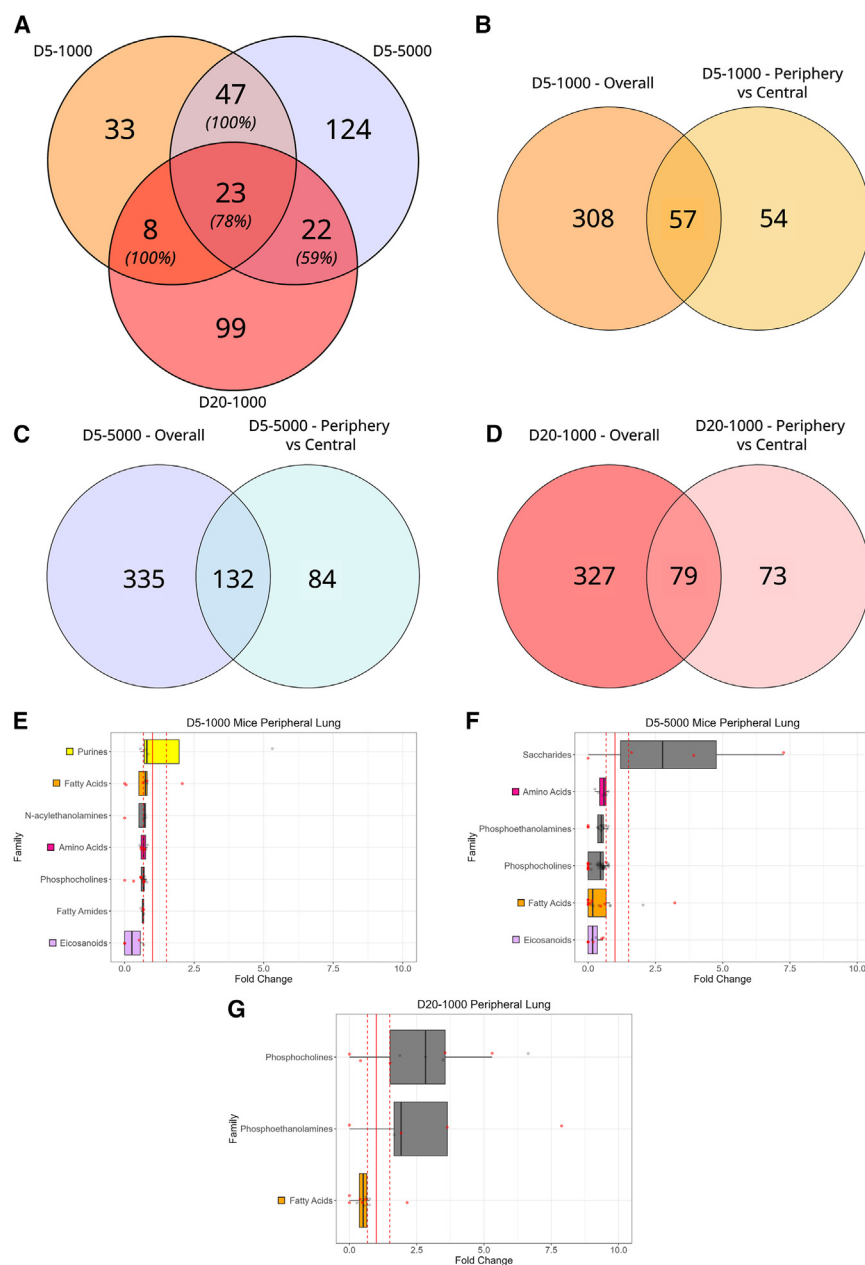 A
D5-1000
D5-5000
47
(100%)
33
124
23
(78%)
8
(100%)
22
(59%)
99
D20-1000
B
D5-1000 - Overall
D5-1000 - Periphery
vs Central
308
57
54
C
D5-5000 - Overall
D5-5000 - Periphery
vs Central
335
132
84
D
D20-1000 - Overall
D20-1000 - Periphery
vs Central
327
79
73
E
D5-1000 Mice Peripheral Lung
Purines
Fatty Acids
N-acylethanolamines
Amino Acids
Phosphocholines
Fatty Amides
Eicosanoids
Family
0.0 2.5 5.0 7.5 10.0
Fold Change
F
D5-5000 Mice Peripheral Lung
Saccharides
Amino Acids
Phosphoethanolamines
Phosphocholines
Fatty Acids
Eicosanoids
Family
0.0 2.5 5.0 7.5 10.0
Fold Change
G
D20-1000 Peripheral Lung
Phosphocholines
Phosphoethanolamines
Fatty Acids
Family
0.0 2.5 5.0 7.5 10.0
Fold Change